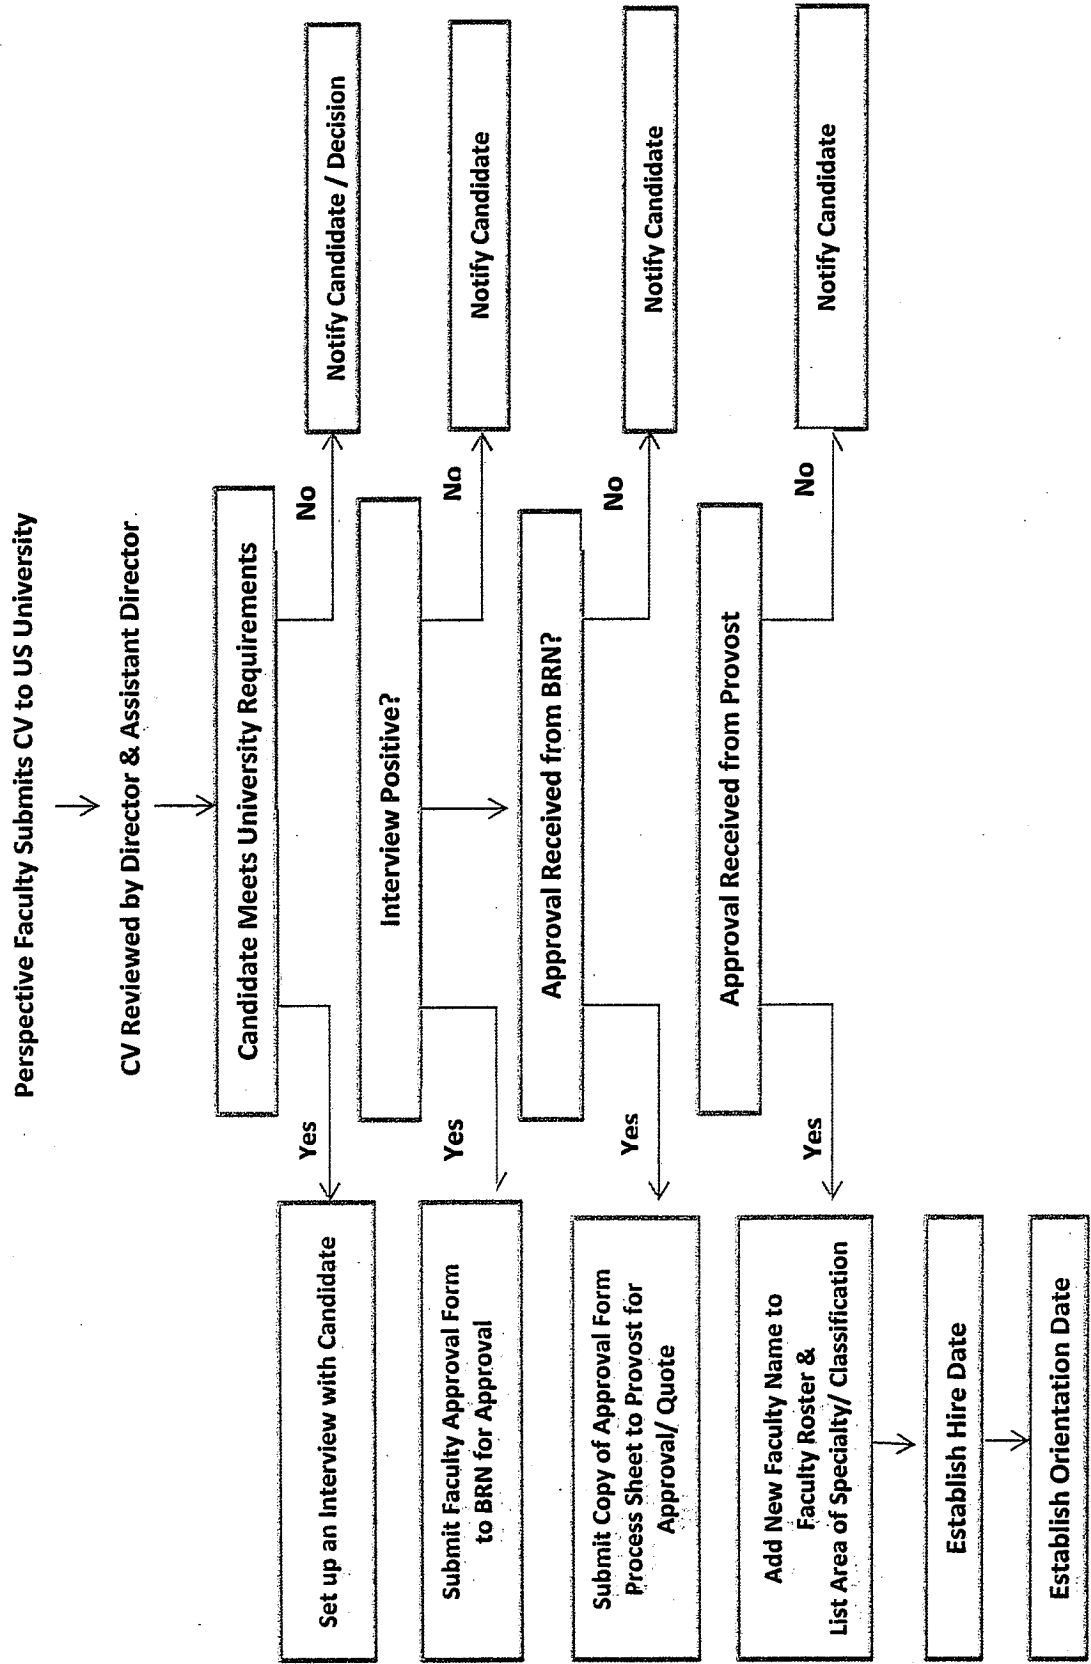 Perspective Faculty Submits CV to US University
CV Reviewed by Director & Assistant Director
Candidate Meets University Requirements
Yes
No
Set up an Interview with Candidate
Notify Candidate / Decision
Interview Positive?
Yes
No
Submit Faculty Approval Form
to BRN for Approval
Notify Candidate
Approval Received from BRN?
Yes
No
Submit Copy of Approval Form
Process Sheet to Provost for
Approval/ Quote
Notify Candidate
Approval Received from Provost
Yes
No
Add New Faculty Name to
Faculty Roster &
List Area of Specialty/ Classification
Notify Candidate
Establish Hire Date
Establish Orientation Date